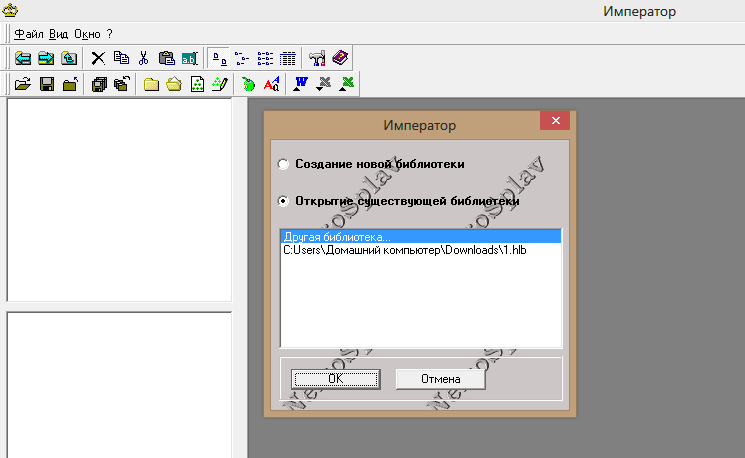 Император
Файл Вид Окно ?
Император
Создание новой библиотеки
Открытие существующей библиотеки
Другая библиотека...
C:\Users\Домашний компьютер\Downloads\1.hlb
OK
Отмена